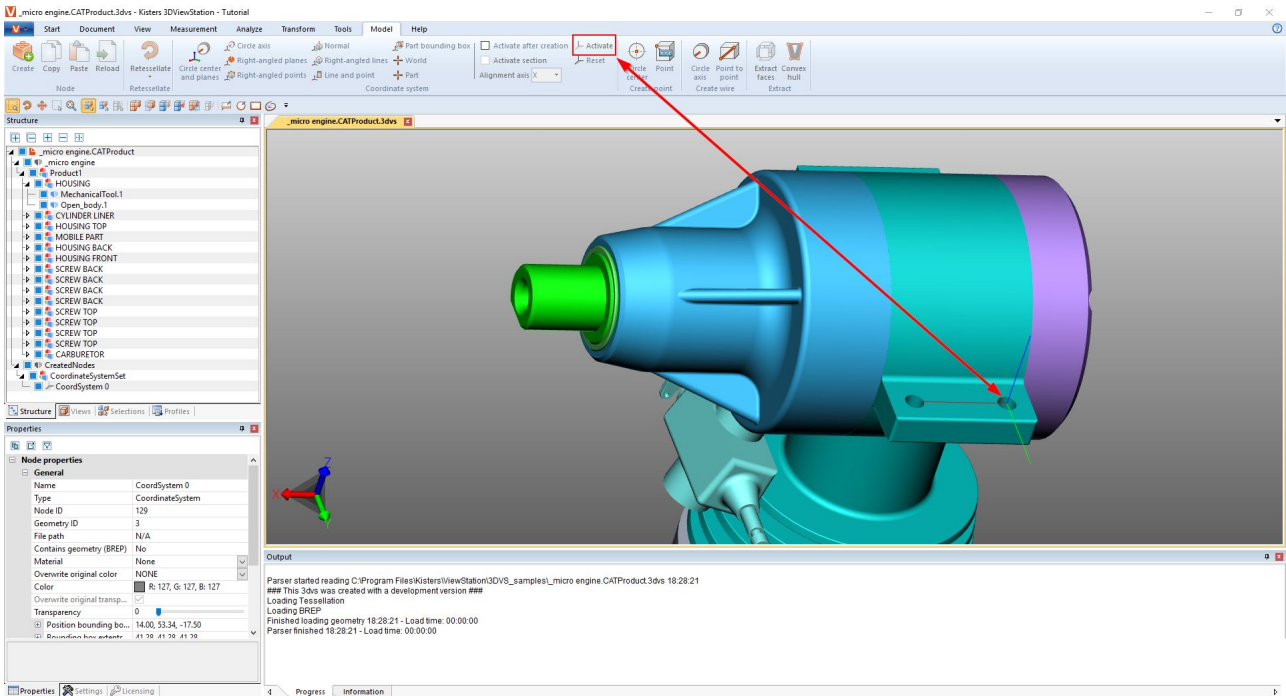 _micro engine.CATProduct.3dvs - Kisters 3DViewStation - Tutorial
Start Document View Measurement Analyze Transform Tools Model Help
Circle axis Normal Part bounding box Activate after creation Activate
Right-angled planes Right-angled lines World Activate section Reset
Create Copy Paste Reload Retessellate Circle center and planes Right-angled points Line and point Part Alignment axis X Circle center Point Circle axis Point to point Extract faces Convex hull
Node Retessellate Coordinate system Create point Create wire Extract
Structure
_micro engine.CATProduct.3dvs
_micro engine.CATProduct
_micro engine
Product1
HOUSING
MechanicalTool.1
Open_body.1
CYLINDER LINER
HOUSING TOP
MOBILE PART
HOUSING BACK
HOUSING FRONT
SCREW BACK
SCREW BACK
SCREW BACK
SCREW BACK
SCREW TOP
SCREW TOP
SCREW TOP
SCREW TOP
CARBURETOR
CreatedNodes
CoordinateSystemSet
CoordSystem 0
Structure Views Selections Profiles
Properties
Node properties
General
Name CoordSystem 0
Type CoordinateSystem
Node ID 129
Geometry ID 3
File path N/A
Contains geometry (BREP) No
Material None
Overwrite original color NONE
Color R: 127, G: 127, B: 127
Overwrite original transp...
Transparency 0
Position bounding bo... 14.00, 53.34, -17.50
Bounding box extents 41.28, 41.28, 41.28
Properties Settings Licensing
Z
X
Y
Output
Parser started reading C:\Program Files\Kisters\ViewStation\3DVS_samples\_micro engine.CATProduct.3dvs 18:28:21
### This 3dvs was created with a development version ###
Loading Tessellation
Loading BREP
Finished loading geometry 18:28:21 - Load time: 00:00:00
Parser finished 18:28:21 - Load time: 00:00:00
Progress Information